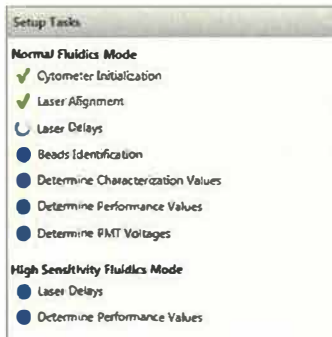 Setup Tasks
Normal Fluidics Mode
Cytometer Initialization
Laser Alignment
Laser Delays
Beads Identification
Determine Characterization Values
Determine Performance Values
Determine PMT Voltages
High Sensitivity Fluidics Mode
Laser Delays
Determine Performance Values